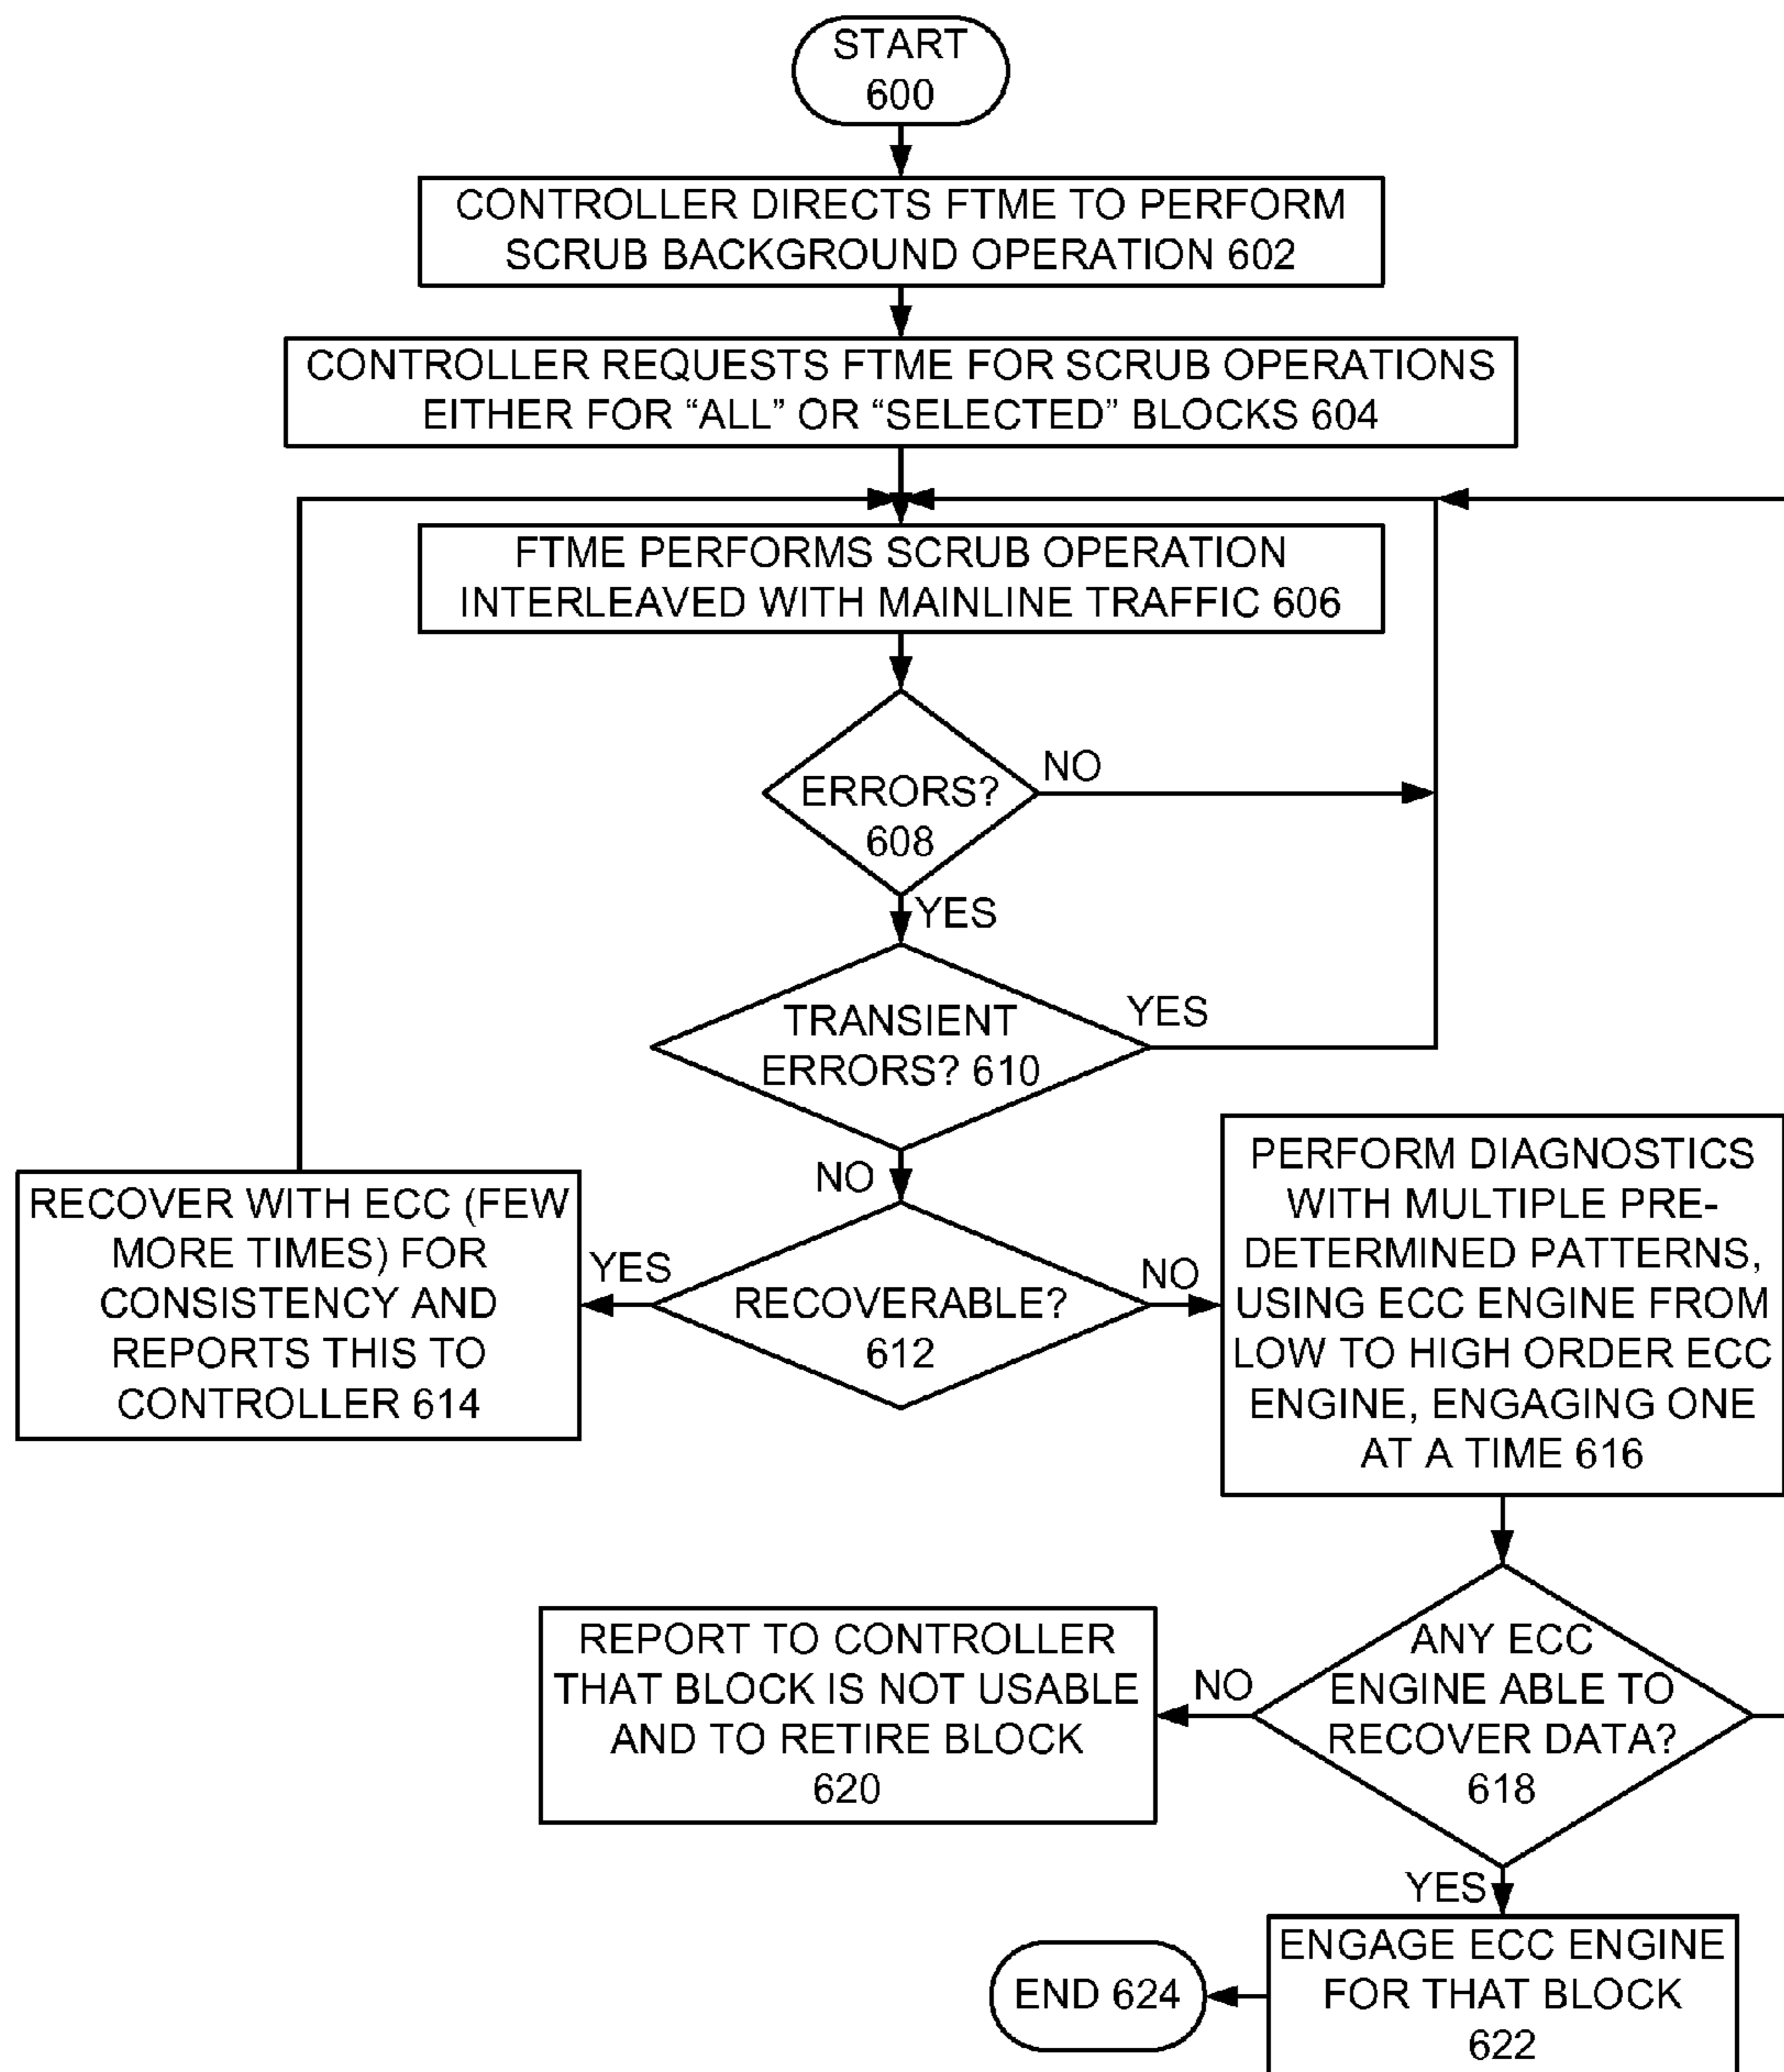 START
600
CONTROLLER DIRECTS FTME TO PERFORM
SCRUB BACKGROUND OPERATION 602
CONTROLLER REQUESTS FTME FOR SCRUB OPERATIONS
EITHER FOR “ALL” OR “SELECTED” BLOCKS 604
FTME PERFORMS SCRUB OPERATION
INTERLEAVED WITH MAINLINE TRAFFIC 606
ERRORS?
608
NO
YES
TRANSIENT
ERRORS? 610
YES
NO
RECOVERABLE?
612
YES
NO
RECOVER WITH ECC (FEW
MORE TIMES) FOR
CONSISTENCY AND
REPORTS THIS TO
CONTROLLER 614
PERFORM DIAGNOSTICS
WITH MULTIPLE PRE-
DETERMINED PATTERNS,
USING ECC ENGINE FROM
LOW TO HIGH ORDER ECC
ENGINE, ENGAGING ONE
AT A TIME 616
ANY ECC
ENGINE ABLE TO
RECOVER DATA?
618
NO
REPORT TO CONTROLLER
THAT BLOCK IS NOT USABLE
AND TO RETIRE BLOCK
620
YES
ENGAGE ECC ENGINE
FOR THAT BLOCK
622
END 624